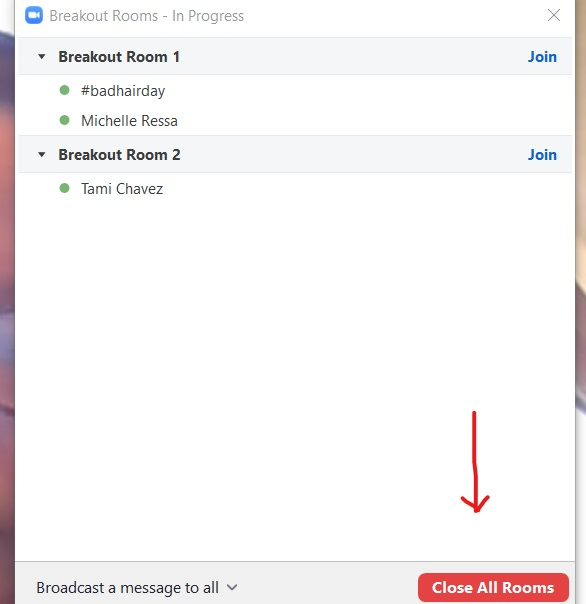 Breakout Rooms - In Progress
Breakout Room 1 Join
#badhairday
Michelle Ressa
Breakout Room 2 Join
Tami Chavez
Broadcast a message to all Close All Rooms